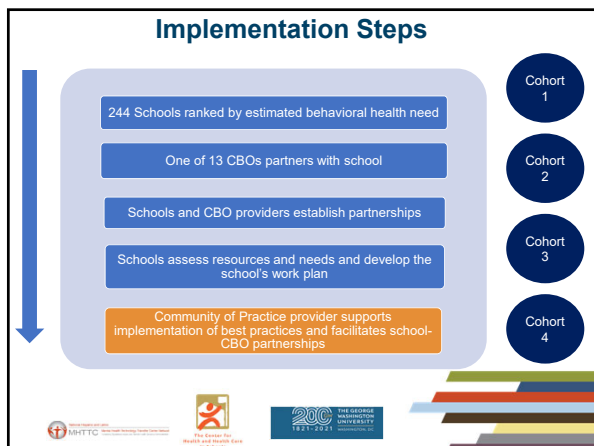 Implementation Steps
244 Schools ranked by estimated behavioral health need
One of 13 CBOs partners with school
Schools and CBO providers establish partnerships
Schools assess resources and needs and develop the
school's work plan
Community of Practice provider supports
implementation of best practices and facilitates school-
CBO partnerships
Cohort
1
Cohort
2
Cohort
3
Cohort
4
MHTTC
The Center for
Health and Health Care
200
1821-2021
THE GEORGE
WASHINGTON
UNIVERSITY
WASHINGTON, DC